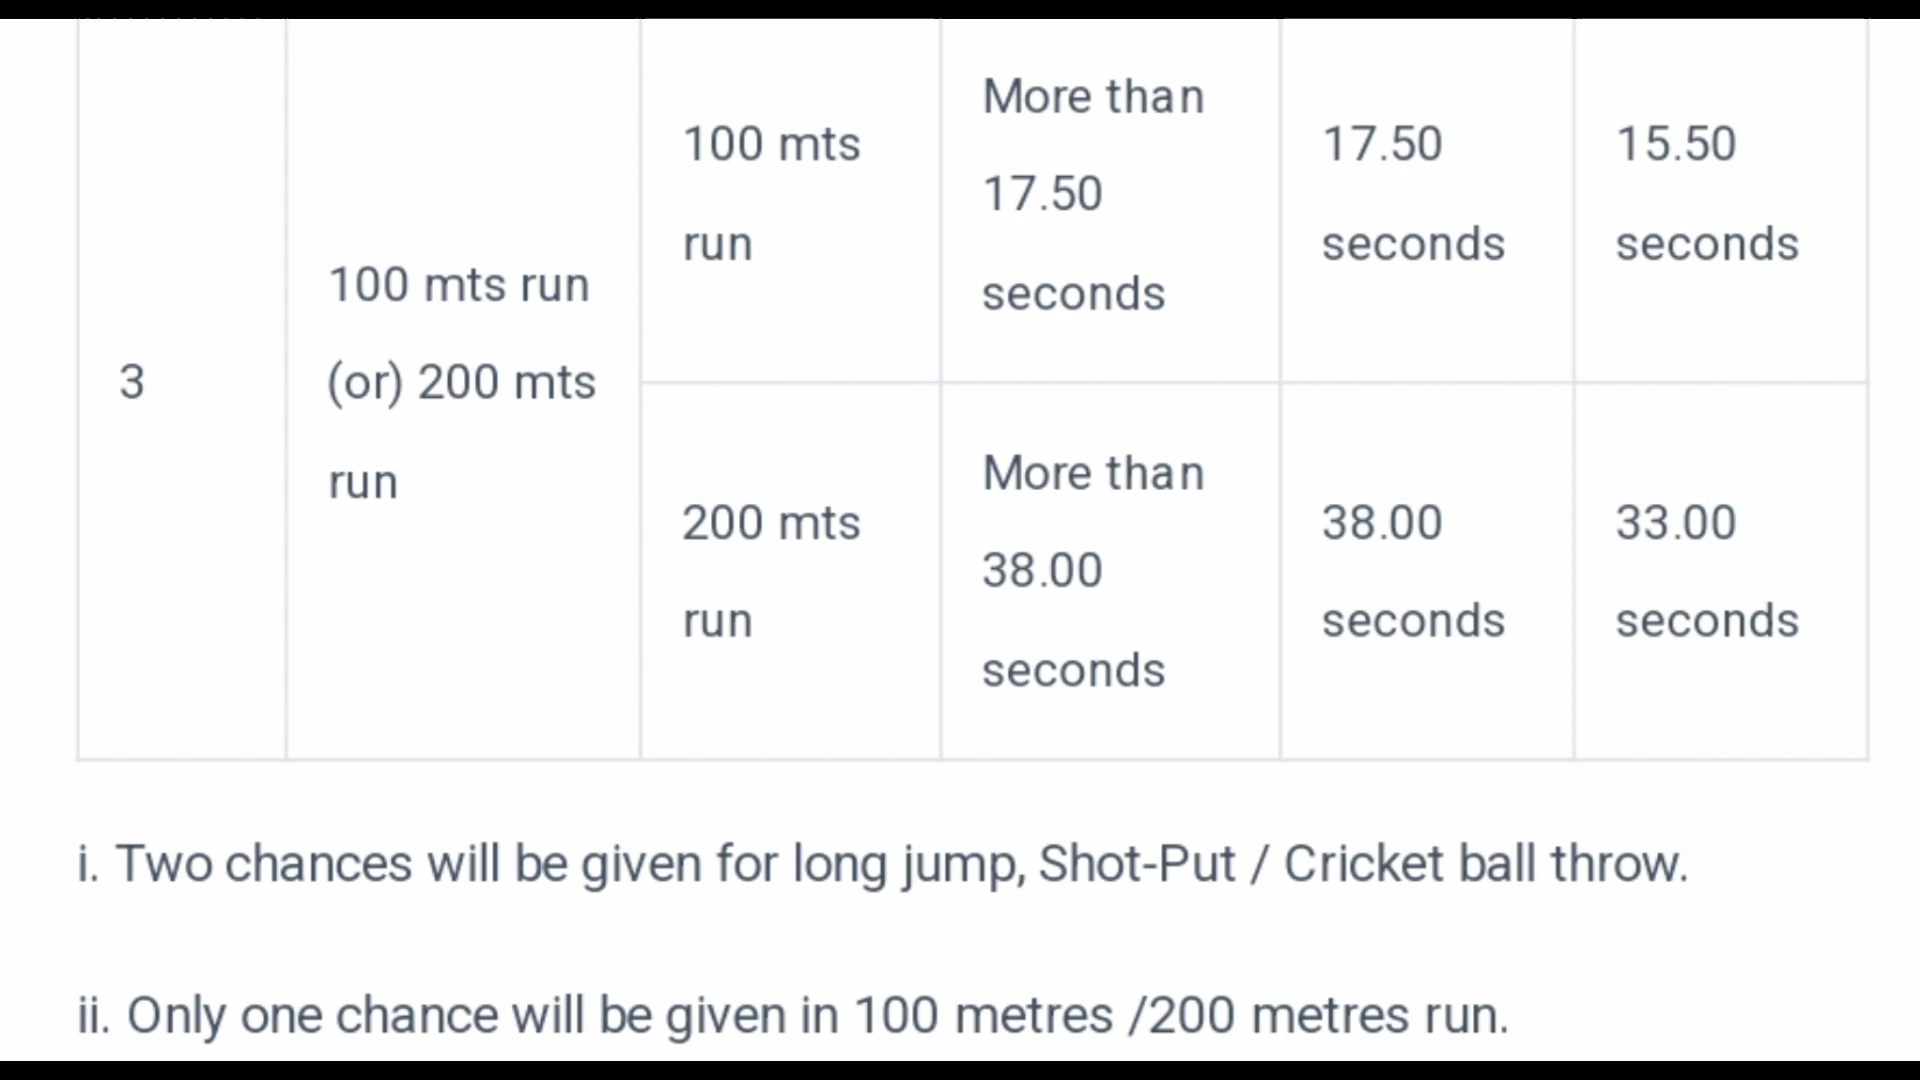 3
100 mts run
(or) 200 mts
run
100 mts
run
More than
17.50
seconds
17.50
seconds
15.50
seconds
200 mts
run
More than
38.00
seconds
38.00
seconds
33.00
seconds
i. Two chances will be given for long jump, Shot-Put / Cricket ball throw.
ii. Only one chance will be given in 100 metres /200 metres run.